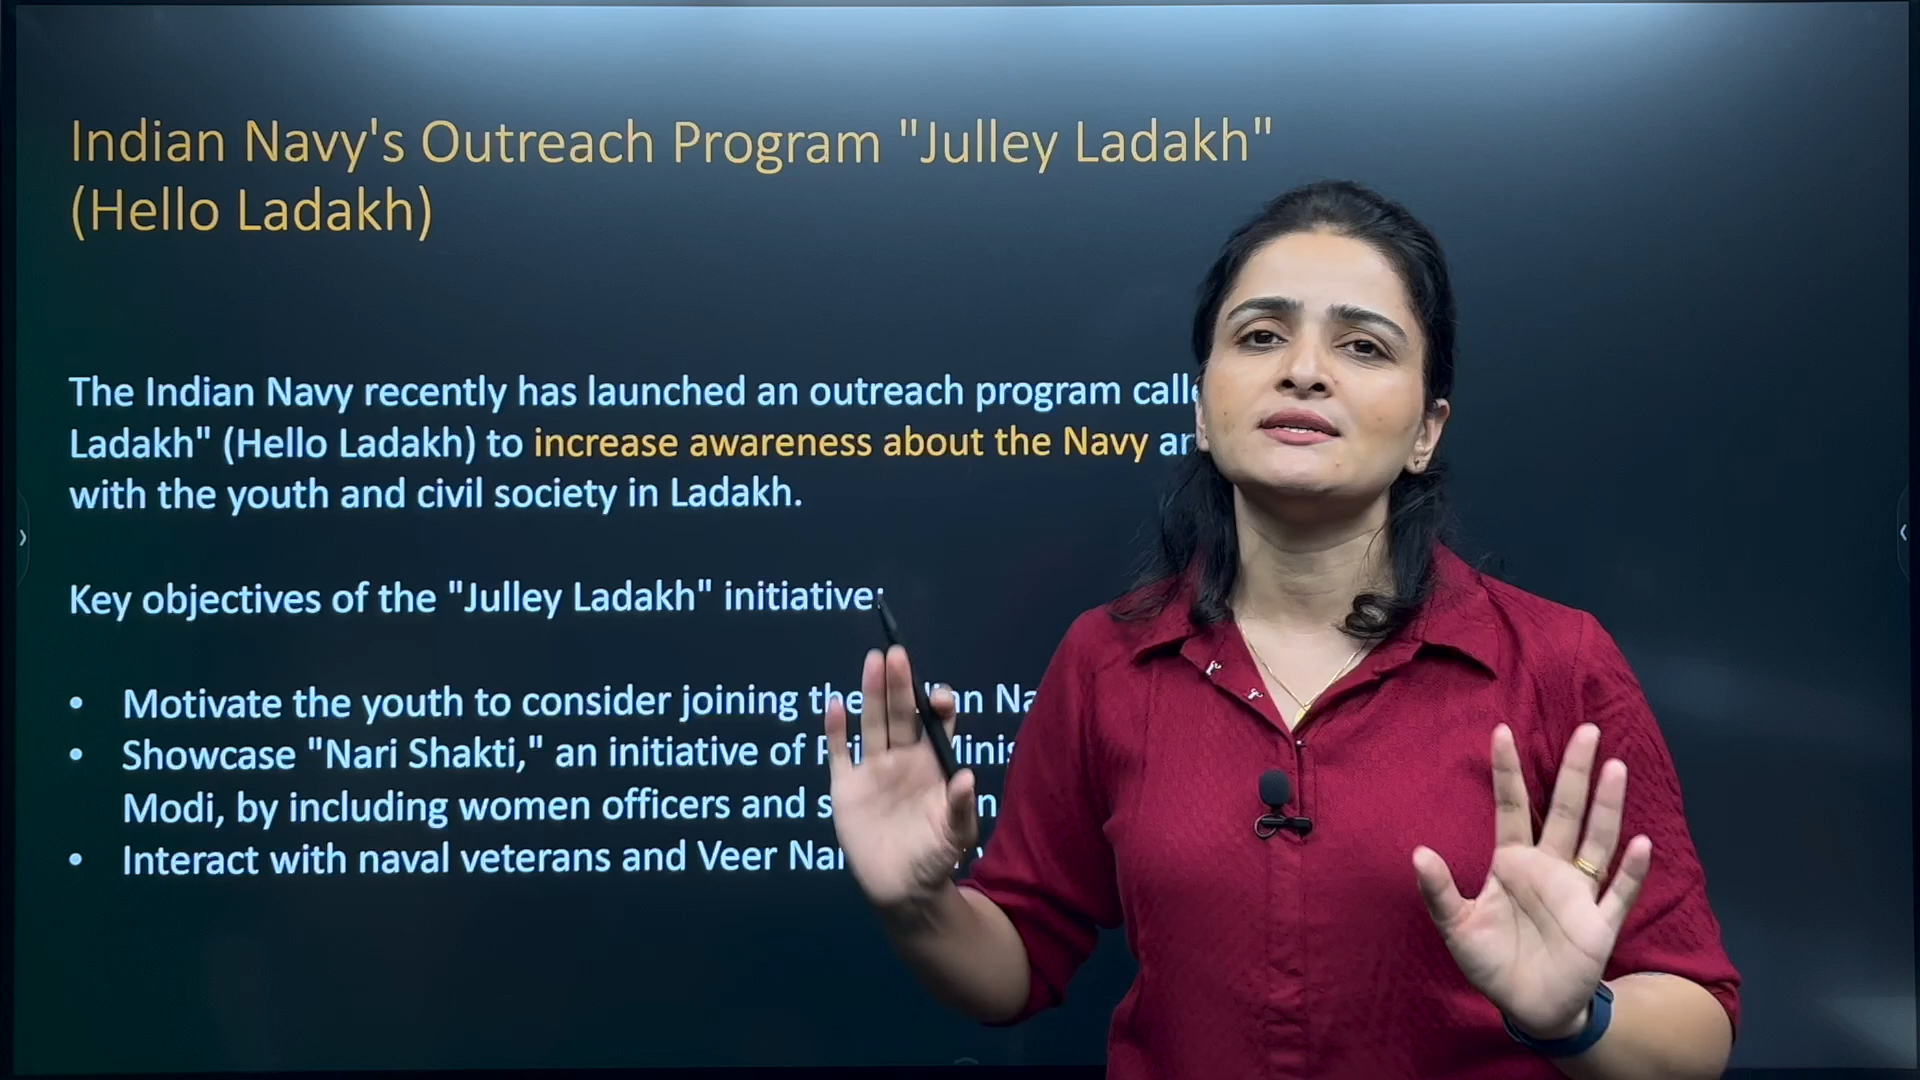 Indian Navy's Outreach Program "Julley Ladakh"
(Hello Ladakh)
The Indian Navy recently has launched an outreach program
Ladakh" (Hello Ladakh) to increase awareness about the Navy
with the youth and civil society in Ladakh.
Key objectives of the "Julley Ladakh" initiative:
• Motivate the youth to consider joining the
• Showcase "Nari Shakti," an initiative of
Modi, by including women officers and
• Interact with naval veterans and Veer